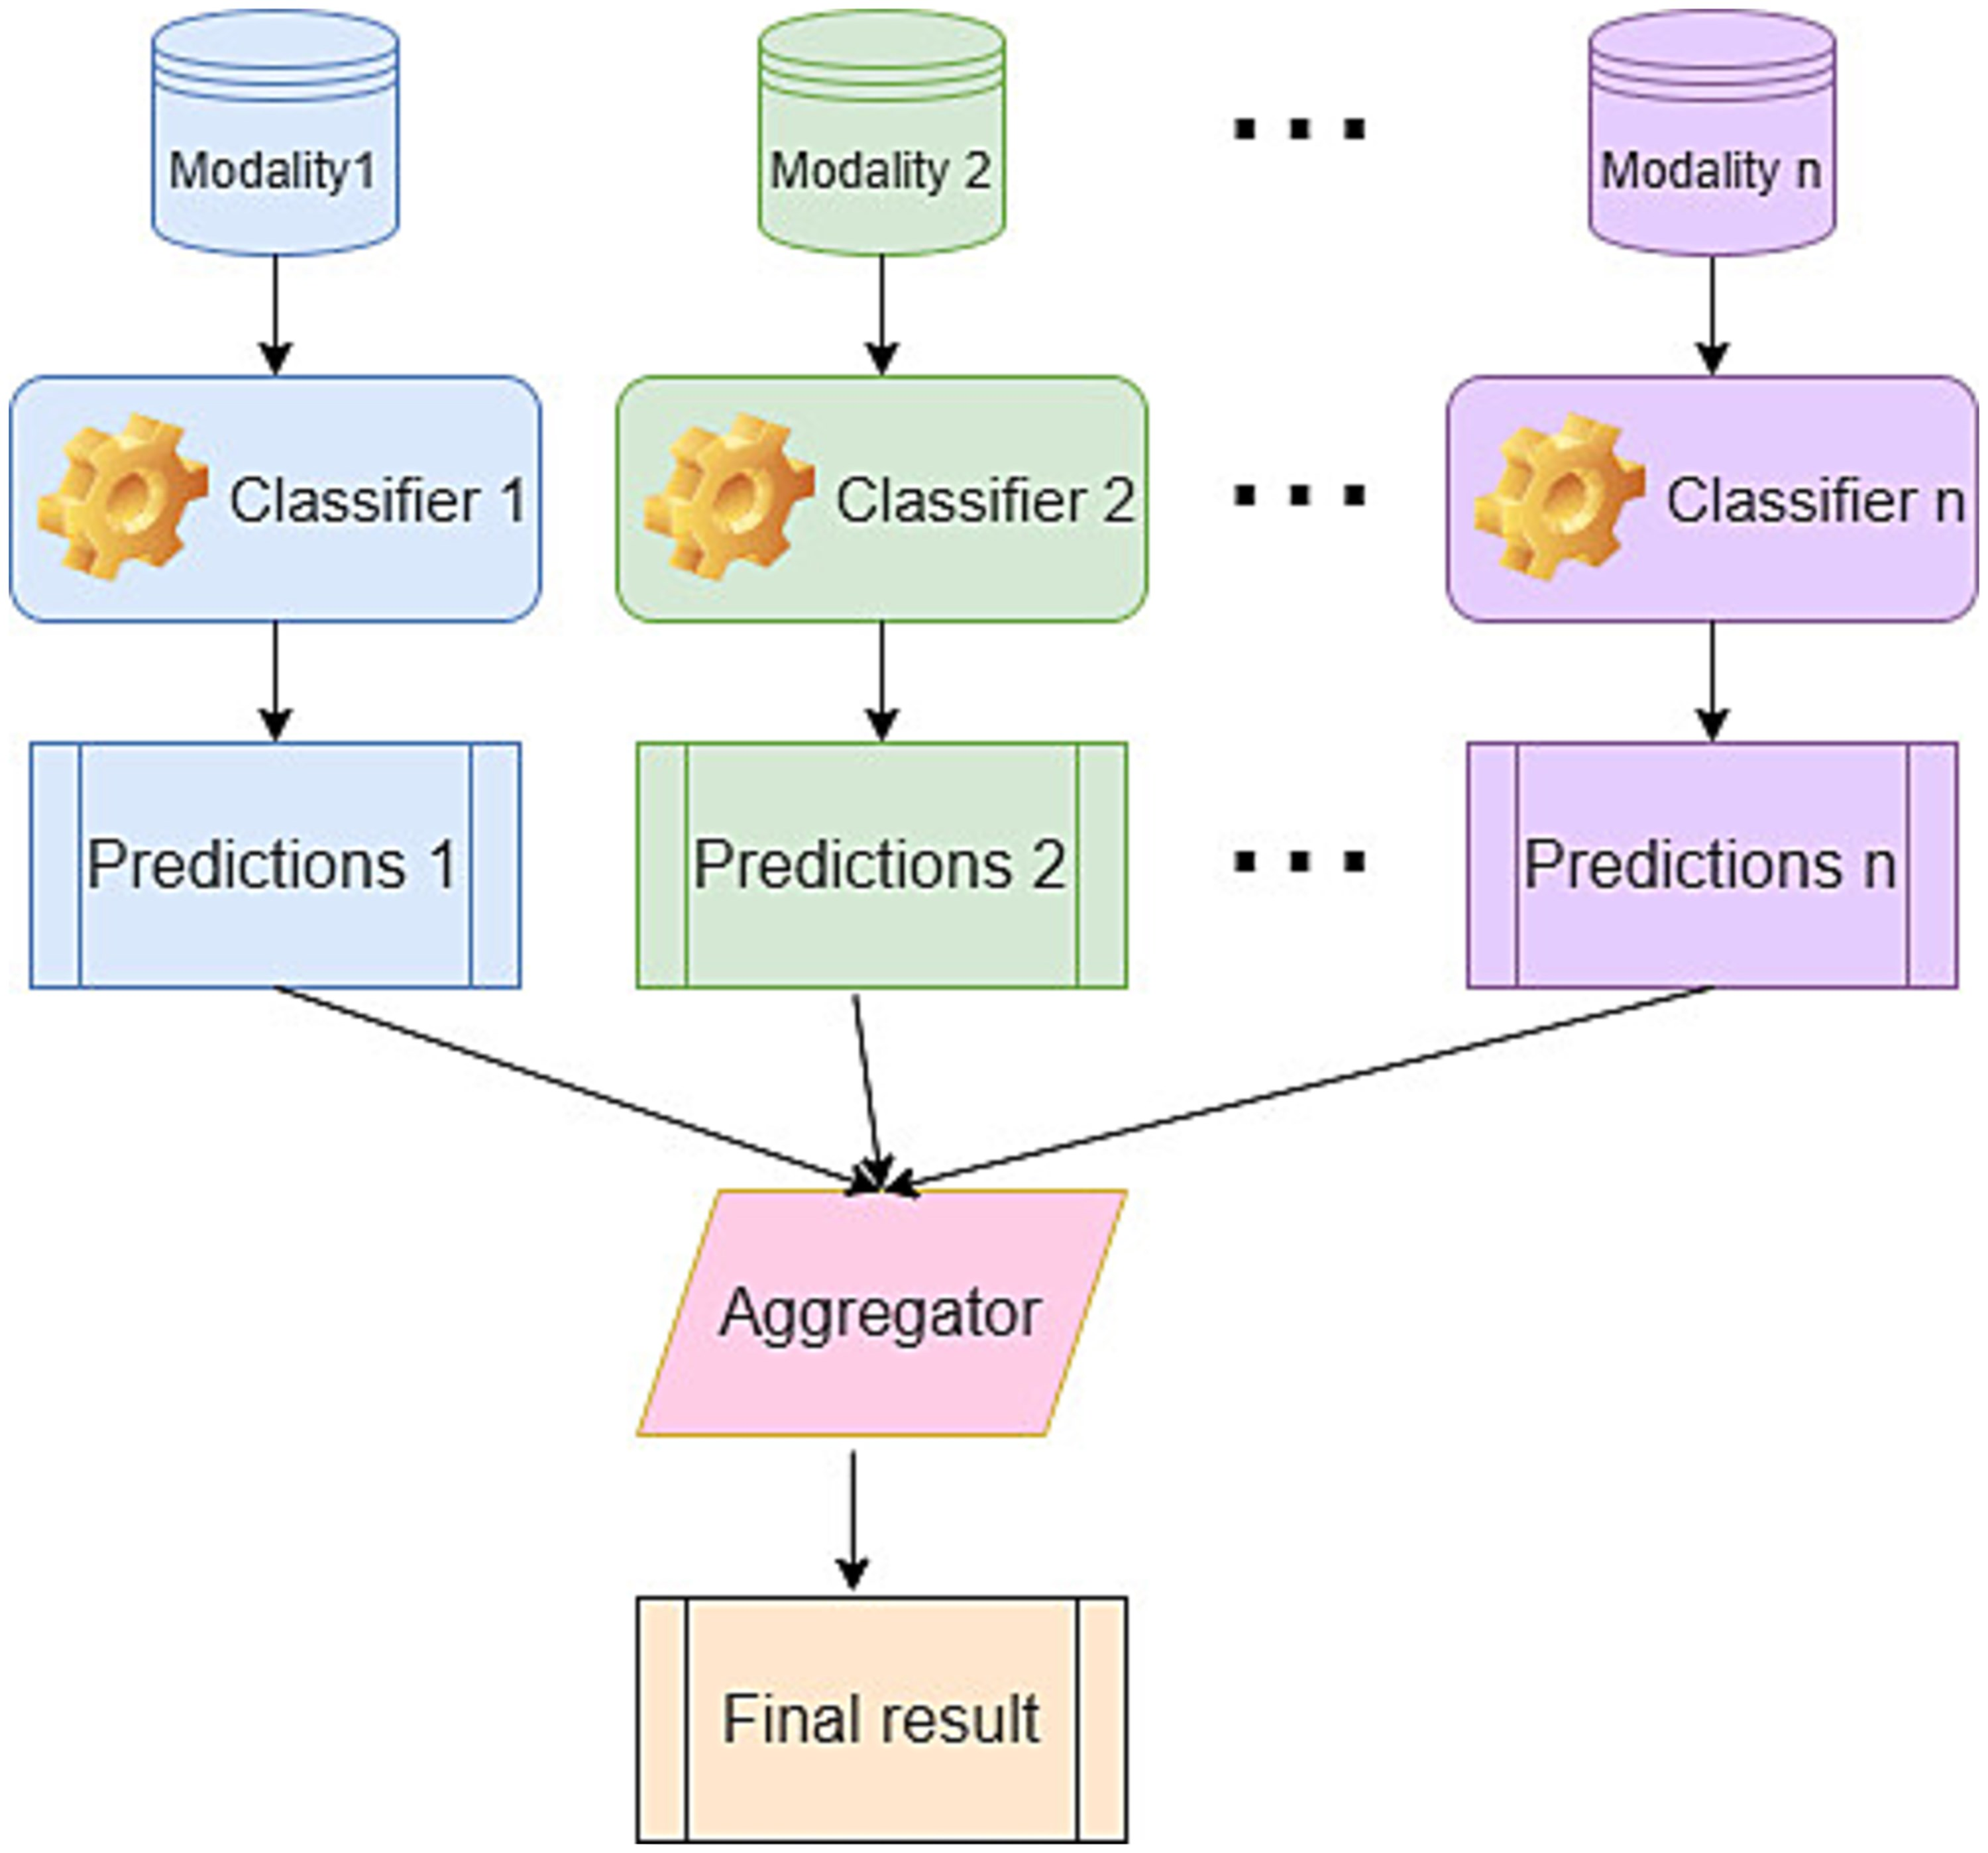 Modality1
Modality 2
...
Modality n
Classifier 1
Classifier 2
...
Classifier n
Predictions 1
Predictions 2
...
Predictions n
Aggregator
Final result